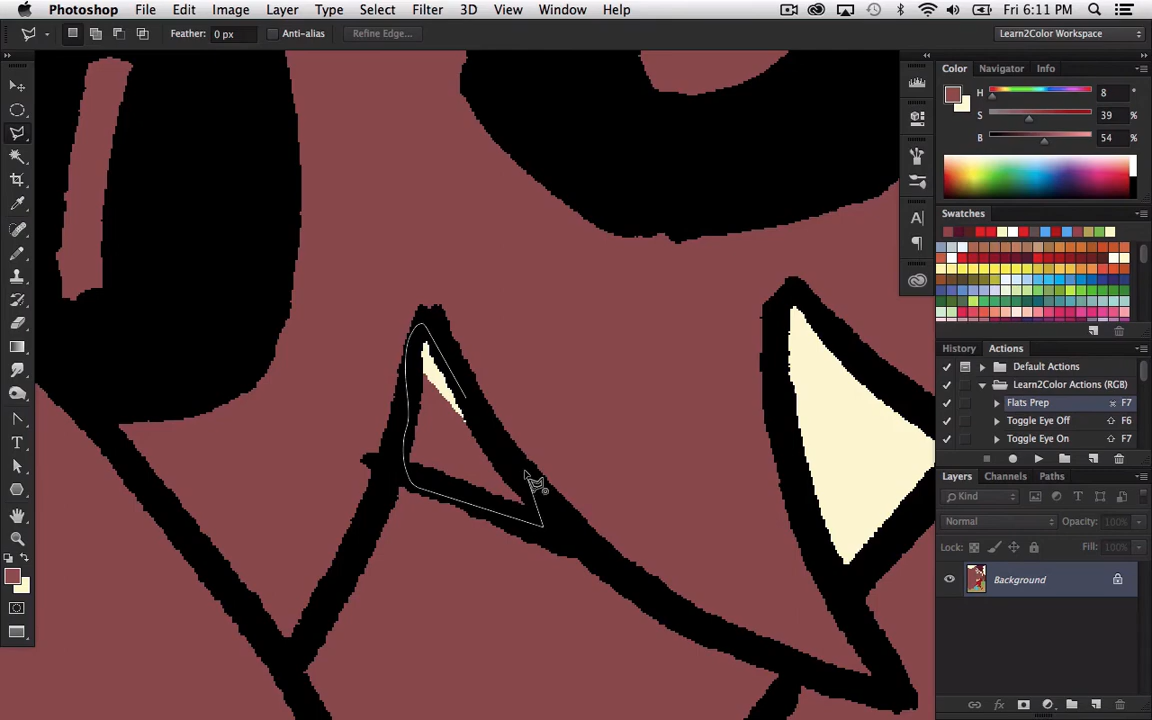 Photoshop File Edit Image Layer Type Select Filter 3D View Window Help Fri 6:11 PM
Feather: 0 px Anti-alias Refine Edge... Learn2Color Workspace
Color Navigator Info
H 8 °
S 39 %
B 54 %
Swatches
History Actions
Default Actions
Learn2Color Actions (RGB)
Flats Prep F7
Toggle Eye Off F6
Toggle Eye On F7
Layers Channels Paths
Kind
Normal Opacity: 100%
Lock: Fill: 100%
Background